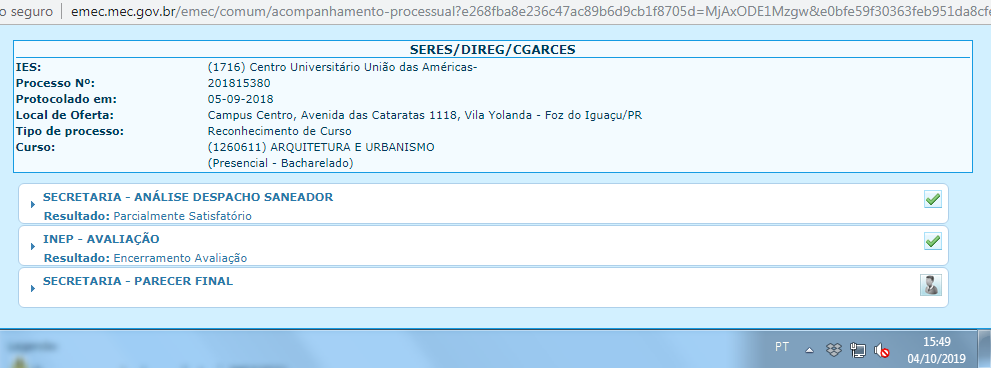 o seguro | emec.mec.gov.br/emec/comum/acompanhamento-processual?e268fba8e236c47ac89b6d9cb1f8705d=MjAxODE1Mzgw&e0bfe59f30363feb951da8cfe
SERES/DIREG/CGARCES
IES: (1716) Centro Universitário União das Américas-
Processo Nº: 201815380
Protocolado em: 05-09-2018
Local de Oferta: Campus Centro, Avenida das Cataratas 1118, Vila Yolanda - Foz do Iguaçu/PR
Tipo de processo: Reconhecimento de Curso
Curso: (1260611) ARQUITETURA E URBANISMO
(Presencial - Bacharelado)
SECRETARIA - ANÁLISE DESPACHO SANEADOR
Resultado: Parcialmente Satisfatório
INEP - AVALIAÇÃO
Resultado: Encerramento Avaliação
SECRETARIA - PARECER FINAL
PT
15:49
04/10/2019